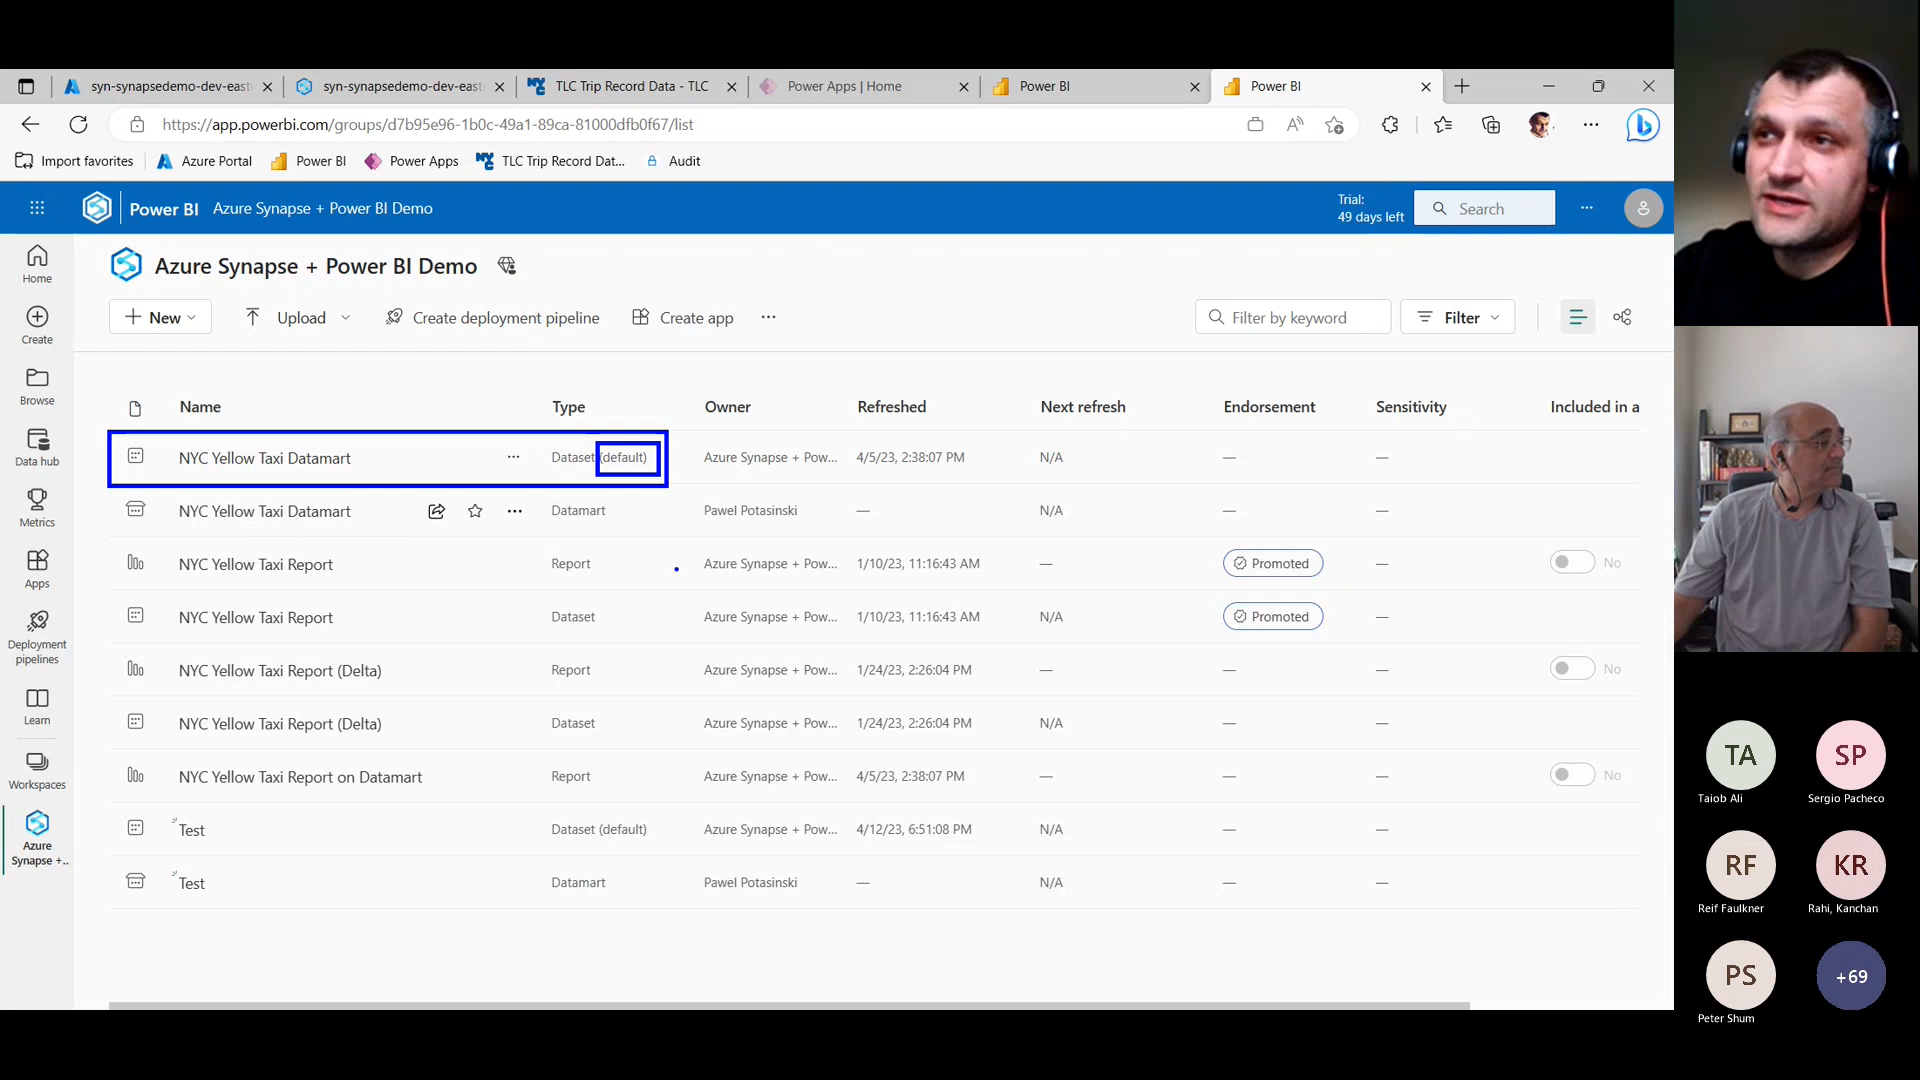 syn-synapsedemo-dev-east
syn-synapsedemo-dev-east
TLC Trip Record Data - TLC
Power Apps | Home
Power BI
Power BI
https://app.powerbi.com/groups/d7b95e96-1b0c-49a1-89ca-81000dfb0f67/list
Import favorites
Azure Portal
Power BI
Power Apps
TLC Trip Record Dat...
Audit
Power BI
Azure Synapse + Power BI Demo
Trial:
49 days left
Search
Home
Create
Browse
Data hub
Metrics
Apps
Deployment
pipelines
Learn
Workspaces
Azure
Synapse +..
Azure Synapse + Power BI Demo
New
Upload
Create deployment pipeline
Create app
Filter by keyword
Filter
Name Type Owner Refreshed Next refresh Endorsement Sensitivity Included in a
NYC Yellow Taxi Datamart Dataset (default) Azure Synapse + Pow... 4/5/23, 2:38:07 PM N/A — —
NYC Yellow Taxi Datamart Datamart Pawel Potasinski — N/A — —
NYC Yellow Taxi Report Report Azure Synapse + Pow... 1/10/23, 11:16:43 AM — Promoted — No
NYC Yellow Taxi Report Dataset Azure Synapse + Pow... 1/10/23, 11:16:43 AM N/A Promoted —
NYC Yellow Taxi Report (Delta) Report Azure Synapse + Pow... 1/24/23, 2:26:04 PM — — — No
NYC Yellow Taxi Report (Delta) Dataset Azure Synapse + Pow... 1/24/23, 2:26:04 PM N/A — —
NYC Yellow Taxi Report on Datamart Report Azure Synapse + Pow... 4/5/23, 2:38:07 PM — — — No
Test Dataset (default) Azure Synapse + Pow... 4/12/23, 6:51:08 PM N/A — —
Test Datamart Pawel Potasinski — N/A — —
TA
Taiob Ali
SP
Sergio Pacheco
RF
Reif Faulkner
KR
Rahi, Kanchan
PS
Peter Shum
+69